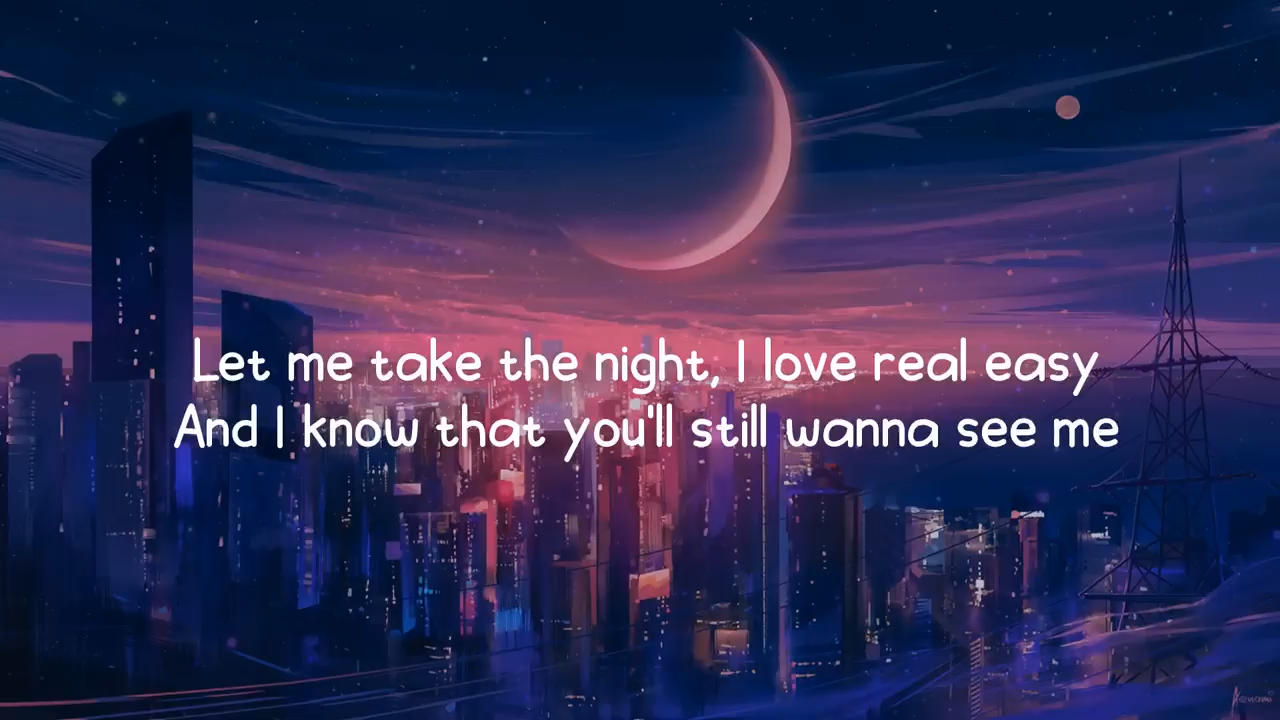 Let me take the night, I love real easy
And I know that you'll still wanna see me